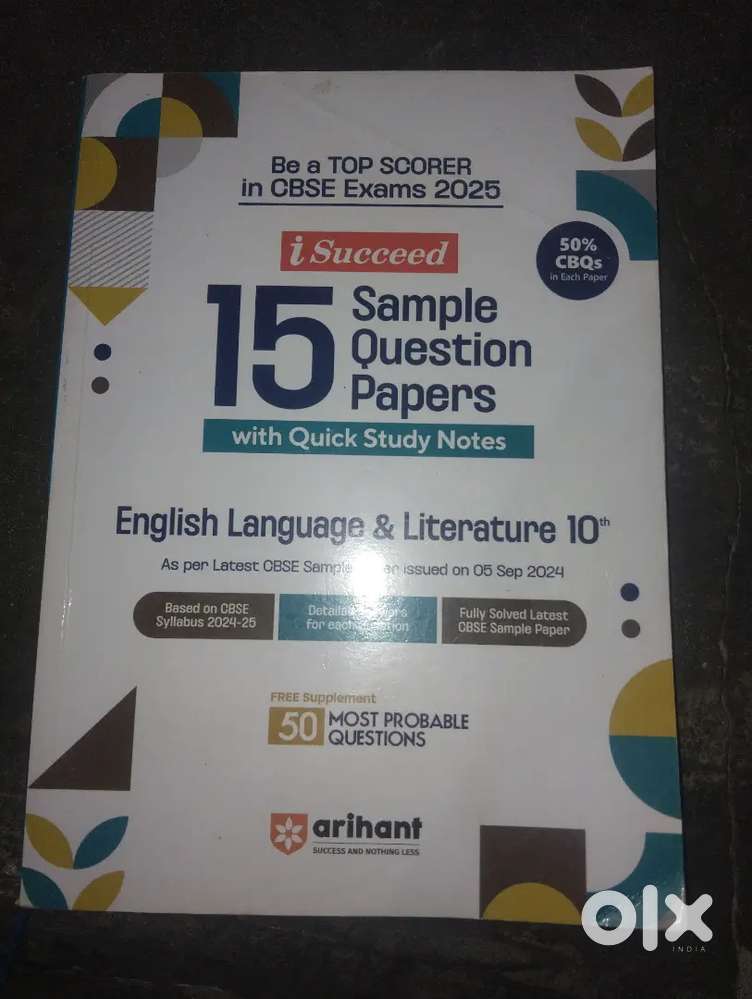 Be a TOP SCORER
in CBSE Exams 2025
i Succeed
50%
CBQs
in Each Paper
15 Sample
Question
Papers
with Quick Study Notes
English Language & Literature 10th
As per Latest CBSE Sample issued on 05 Sep 2024
Based on CBSE
Syllabus 2024-25
Detailed
for each
Fully Solved Latest
CBSE Sample Paper
FREE Supplement
50 MOST PROBABLE
QUESTIONS
arihant
SUCCESS AND NOTHING LESS
olx
INDIA